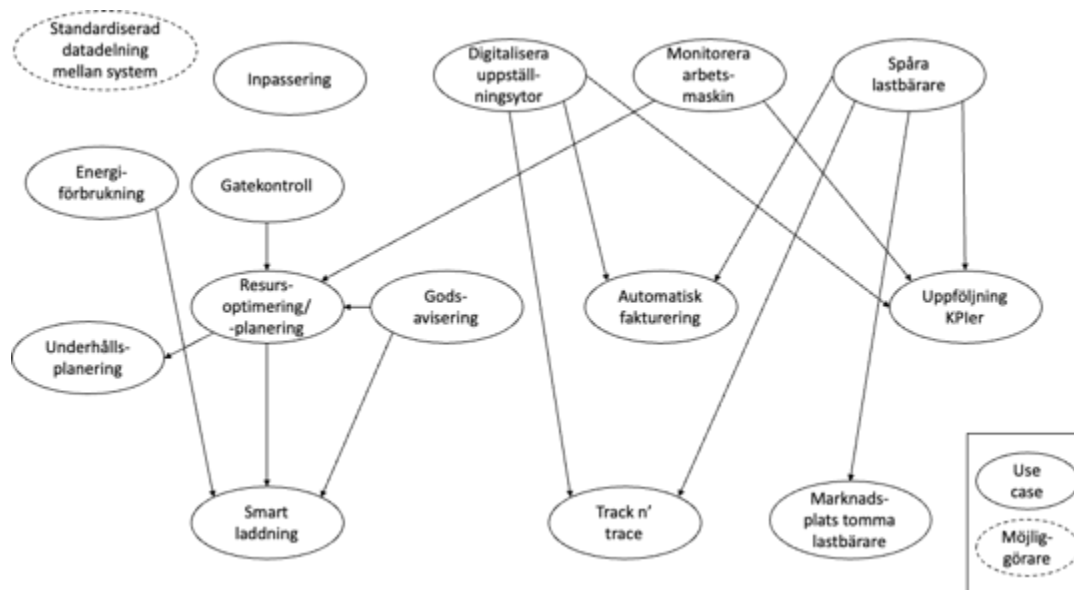 Standardiserad
datadelning
mellan system
Inpassering
Digitalisera
uppställ-
ningsytor
Monitorera
arbets-
maskin
Spåra
lastbärare
Energi-
förbrukning
Gatekontroll
Resurs-
optimering/
-planering
Gods-
avisering
Automatisk
fakturering
Uppföljning
KPIer
Underhålls-
planering
Smart
laddning
Track n’
trace
Marknads-
plats tomma
lastbärare
Use
case
Möjlig-
görare